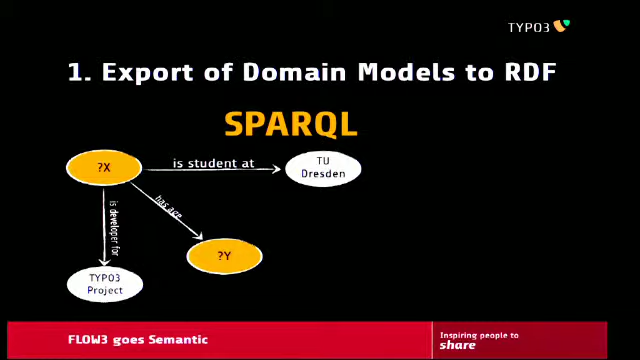 TYPO3
1. Export of Domain Models to RDF
SPARQL
?X
is student at
TU
Dresden
has age
is developer for
?Y
TYPO3
Project
FLOW3 goes Semantic
Inspiring people to
share